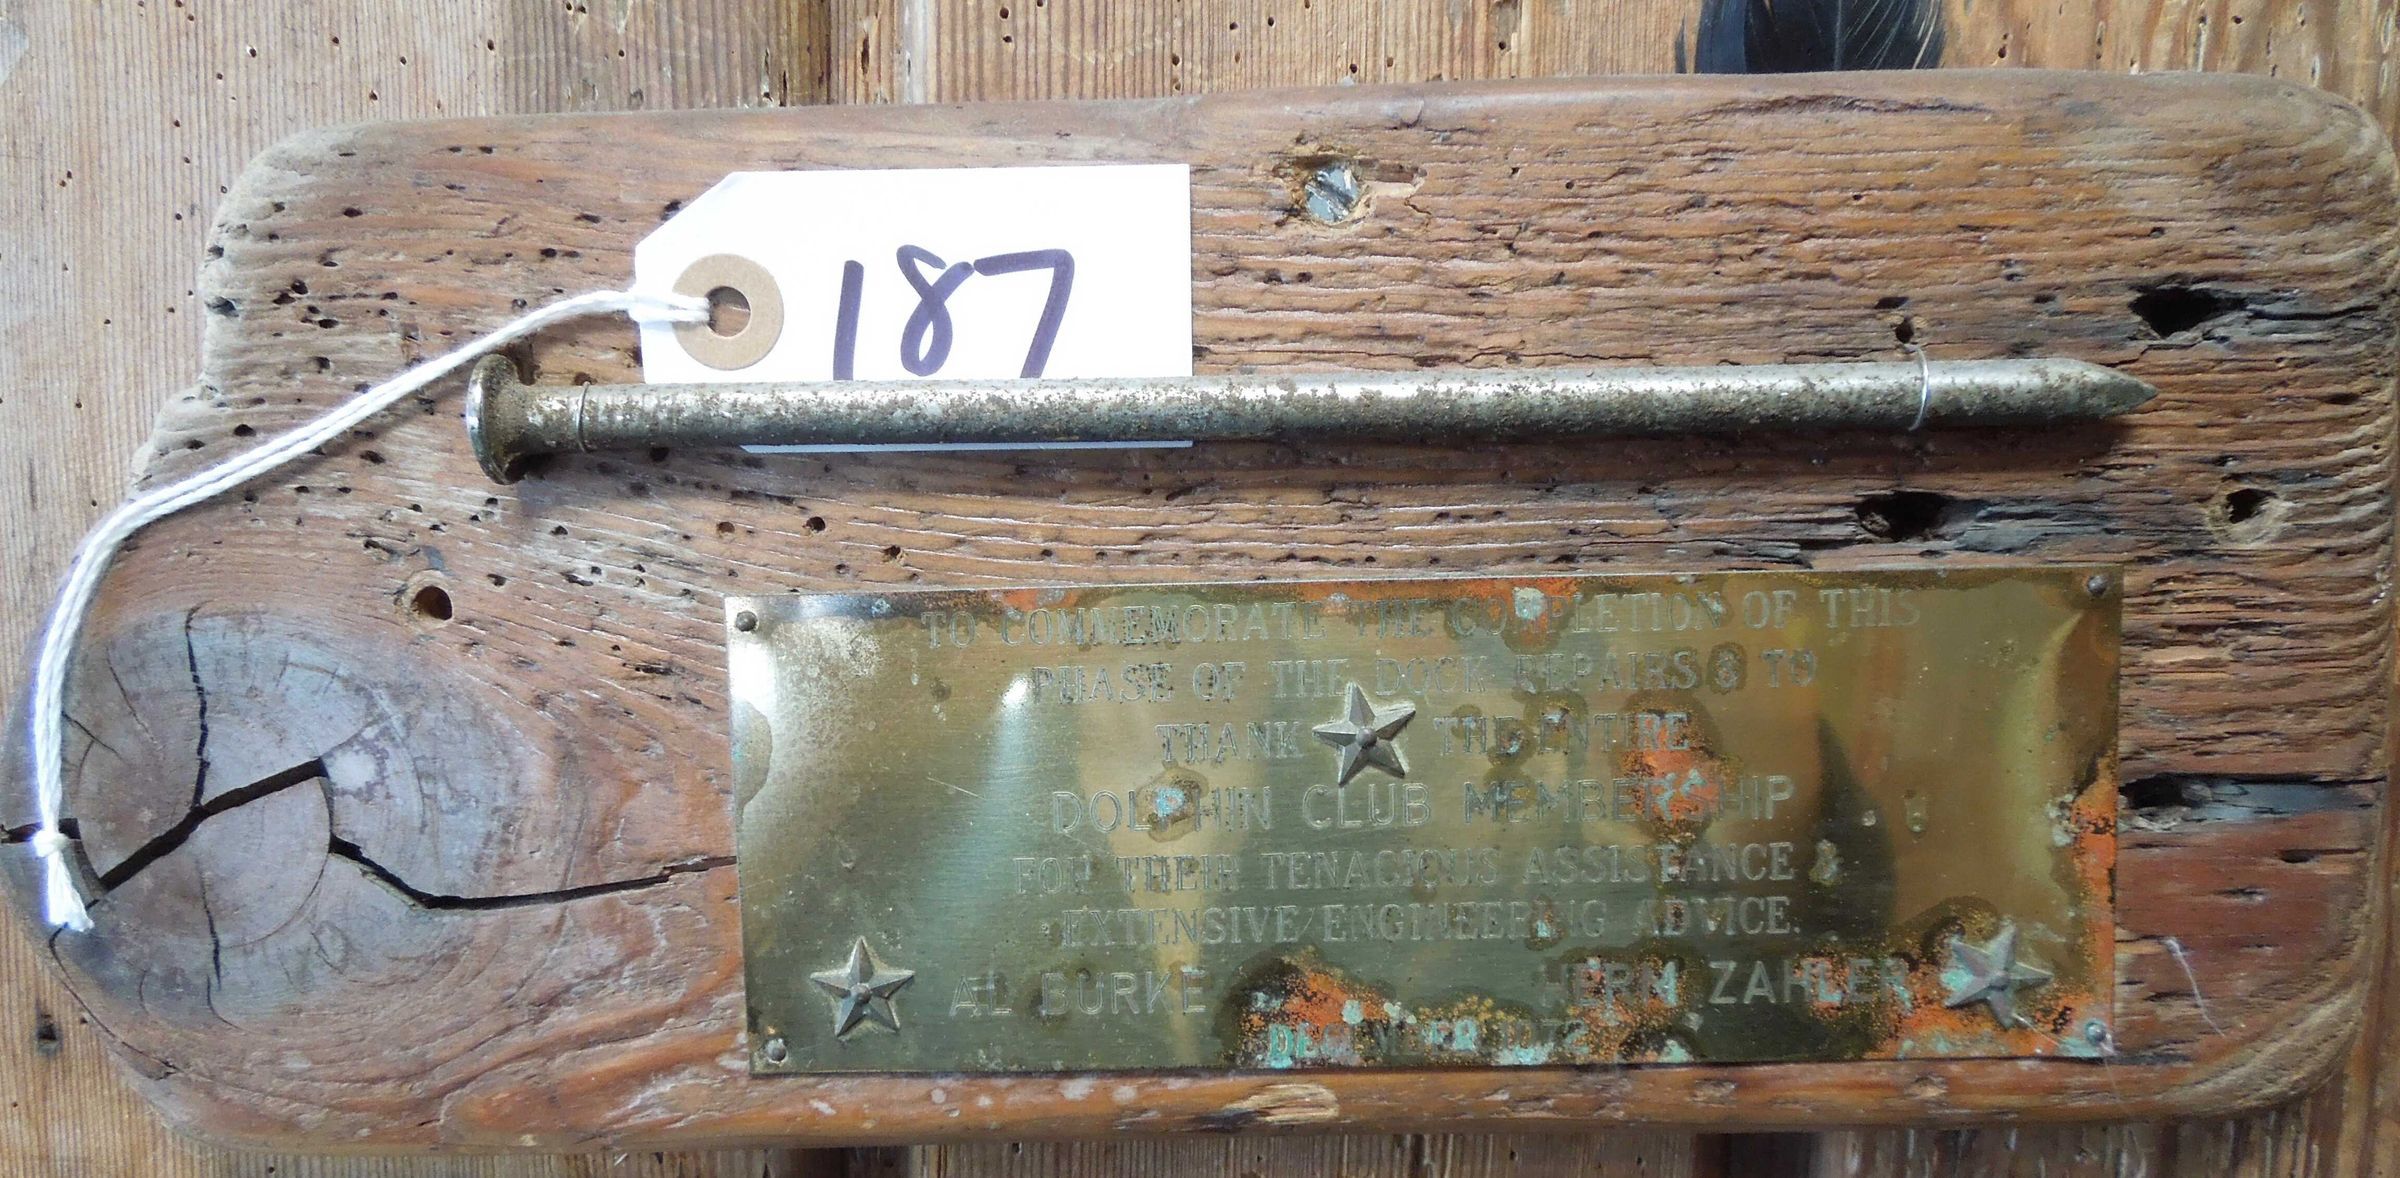 187
TO COMMEMORATE THE COMPLETION OF THIS
PHASE OF THE DOCK REPAIRS & TO
THANK THE ENTIRE
DOLPHIN CLUB MEMBERSHIP
FOR THEIR TENACIOUS ASSISTANCE &
EXTENSIVE ENGINEERING ADVICE.
AL BURKE HERM ZAHLER
DECEMBER 1972